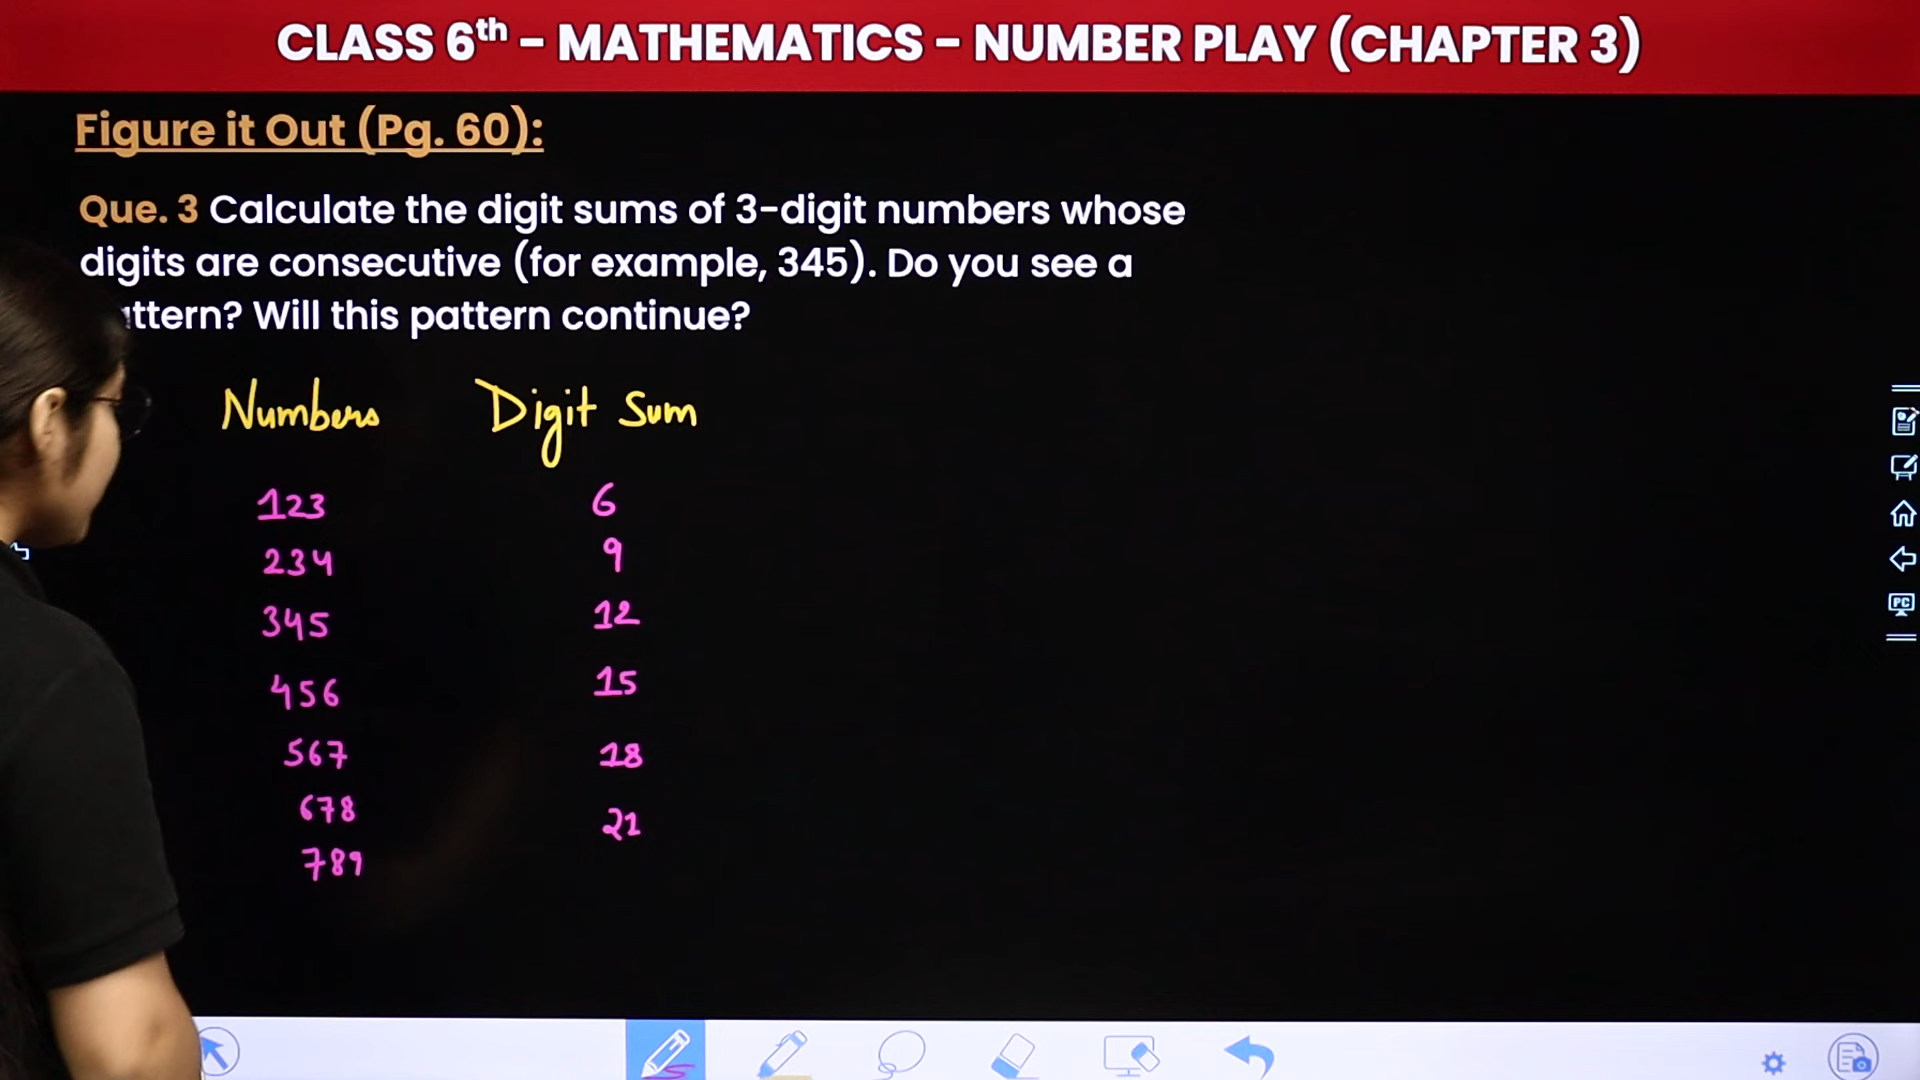 CLASS 6th - MATHEMATICS - NUMBER PLAY (CHAPTER 3)
Figure it Out (Pg. 60):
Que. 3 Calculate the digit sums of 3-digit numbers whose
digits are consecutive (for example, 345). Do you see a
ttern? Will this pattern continue?
Numbers Digit Sum
123 6
234 9
345 12
456 15
567 18
678 21
789
PC